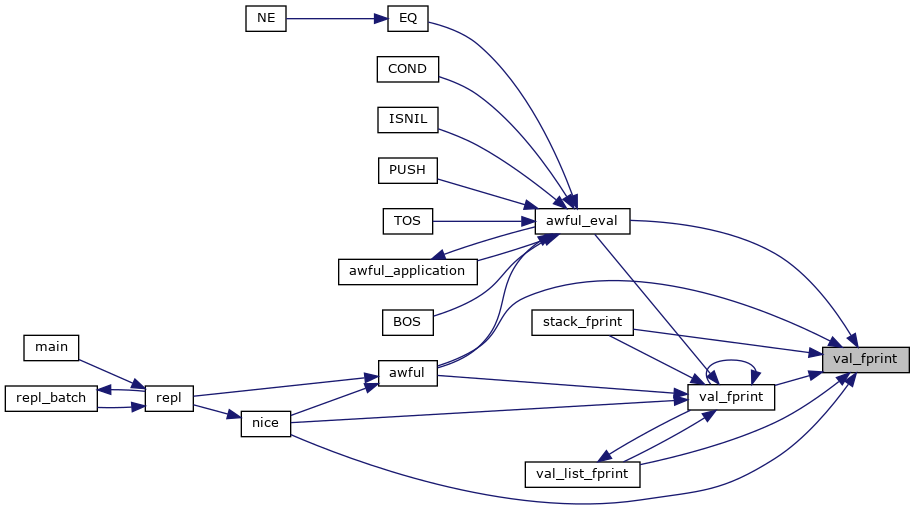 NE
EQ
COND
ISNIL
PUSH
TOS
awful_eval
awful_application
BOS
stack_fprint
main
val_fprint
awful
repl_batch
repl
val_fprint
nice
val_list_fprint